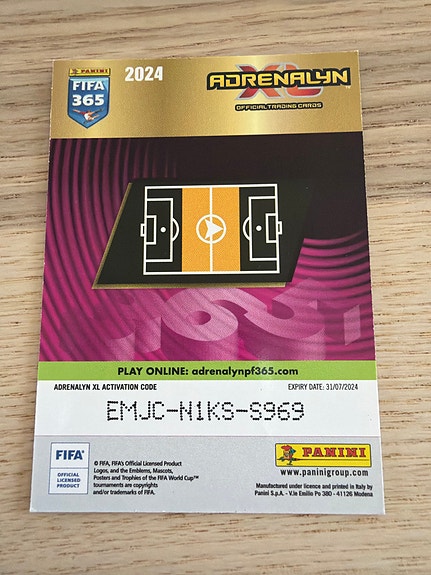 PANINI
FIFA
365
2024
ADRENALYN
XL
OFFICIAL TRADING CARDS
PLAY ONLINE: adrenalynpf365.com
ADRENALYN XL ACTIVATION CODE
EXPIRY DATE: 31/07/2024
EMJC-N1KS-S969
FIFA®
OFFICIAL
LICENSED
PRODUCT
© FIFA, FIFA's Official Licensed Product
Logos, and the Emblems, Mascots,
Posters and Trophies of the FIFA World Cup™
tournaments are copyrights
and/or trademarks of FIFA.
PANINI
www.paninigroup.com
Manufactured under licence and printed in Italy by
Panini S.p.A. - V.le Emilio Po 380 - 41126 Modena